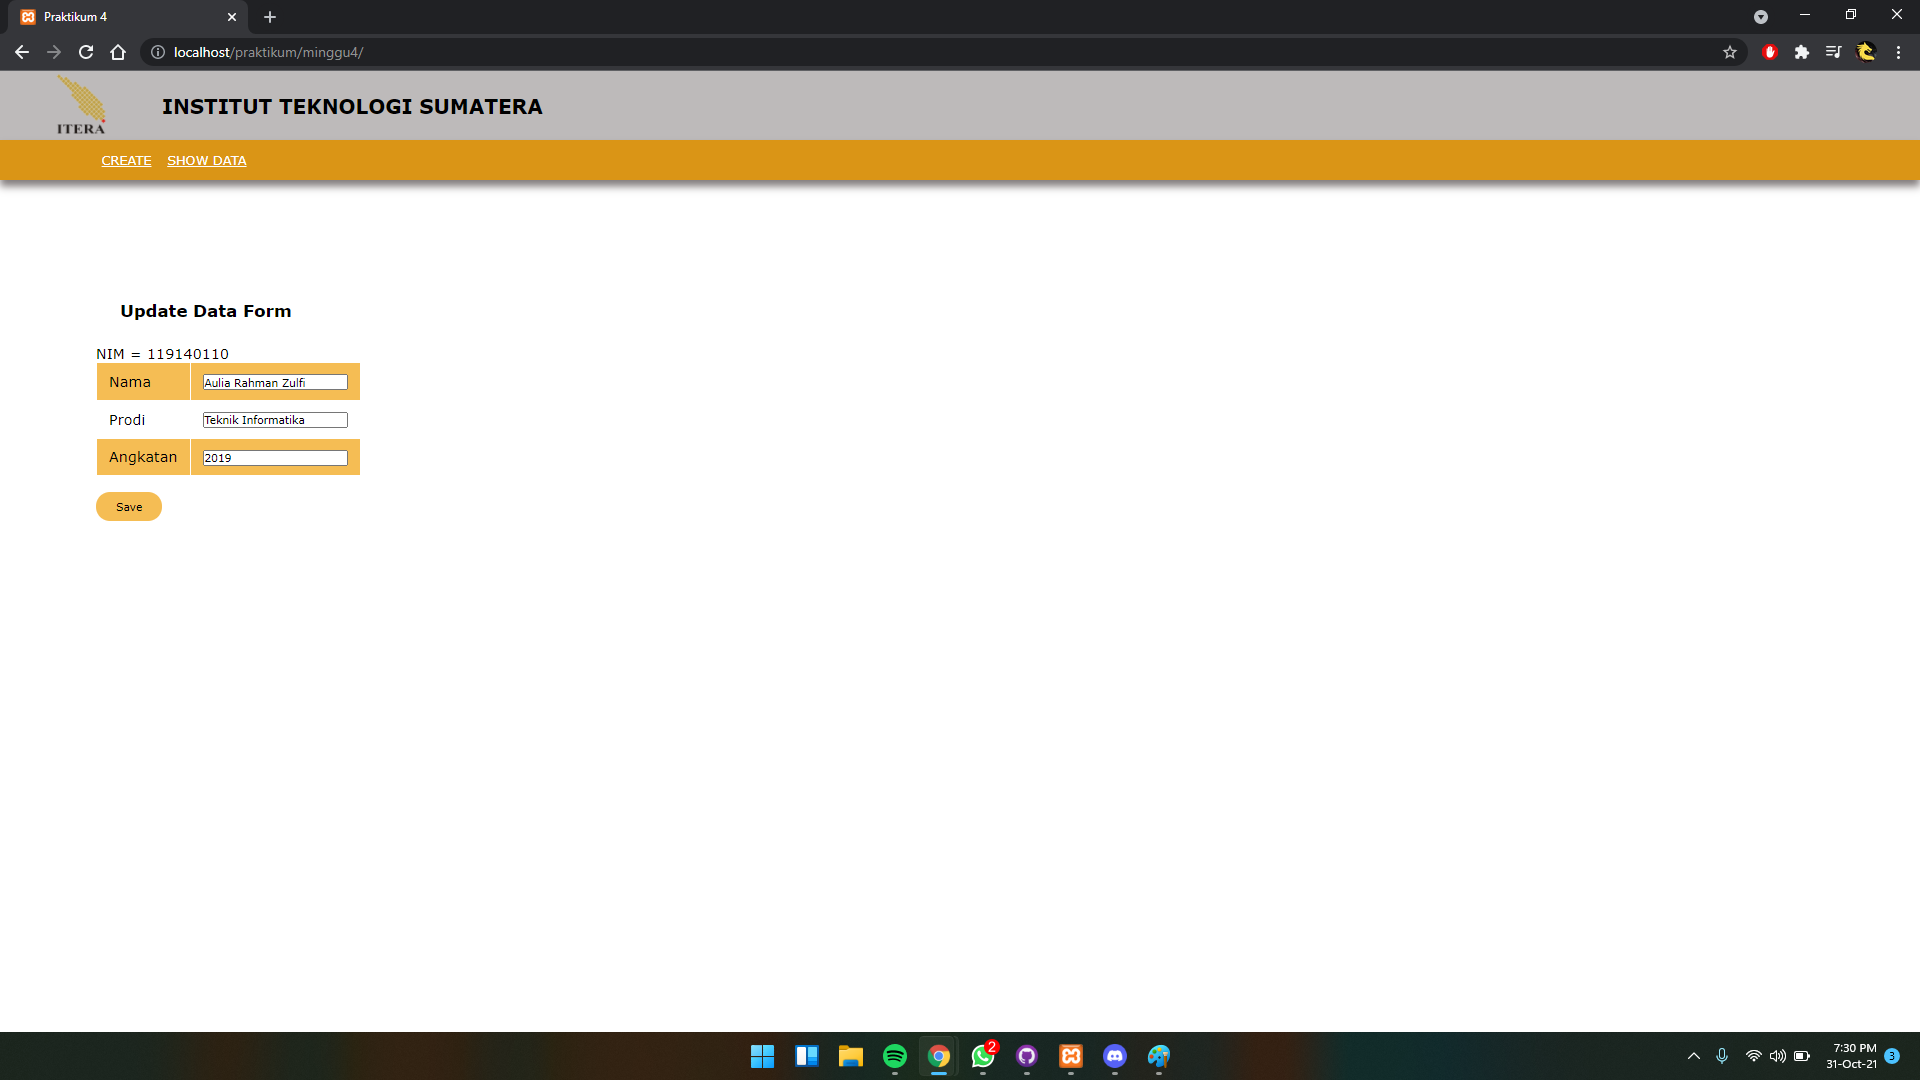 Praktikum 4
localhost/praktikum/minggu4/
ITERA
INSTITUT TEKNOLOGI SUMATERA
CREATE SHOW DATA
Update Data Form
NIM = 119140110
Nama Aulia Rahman Zulfi
Prodi Teknik Informatika
Angkatan 2019
Save
2
7:30 PM
31-Oct-21
3